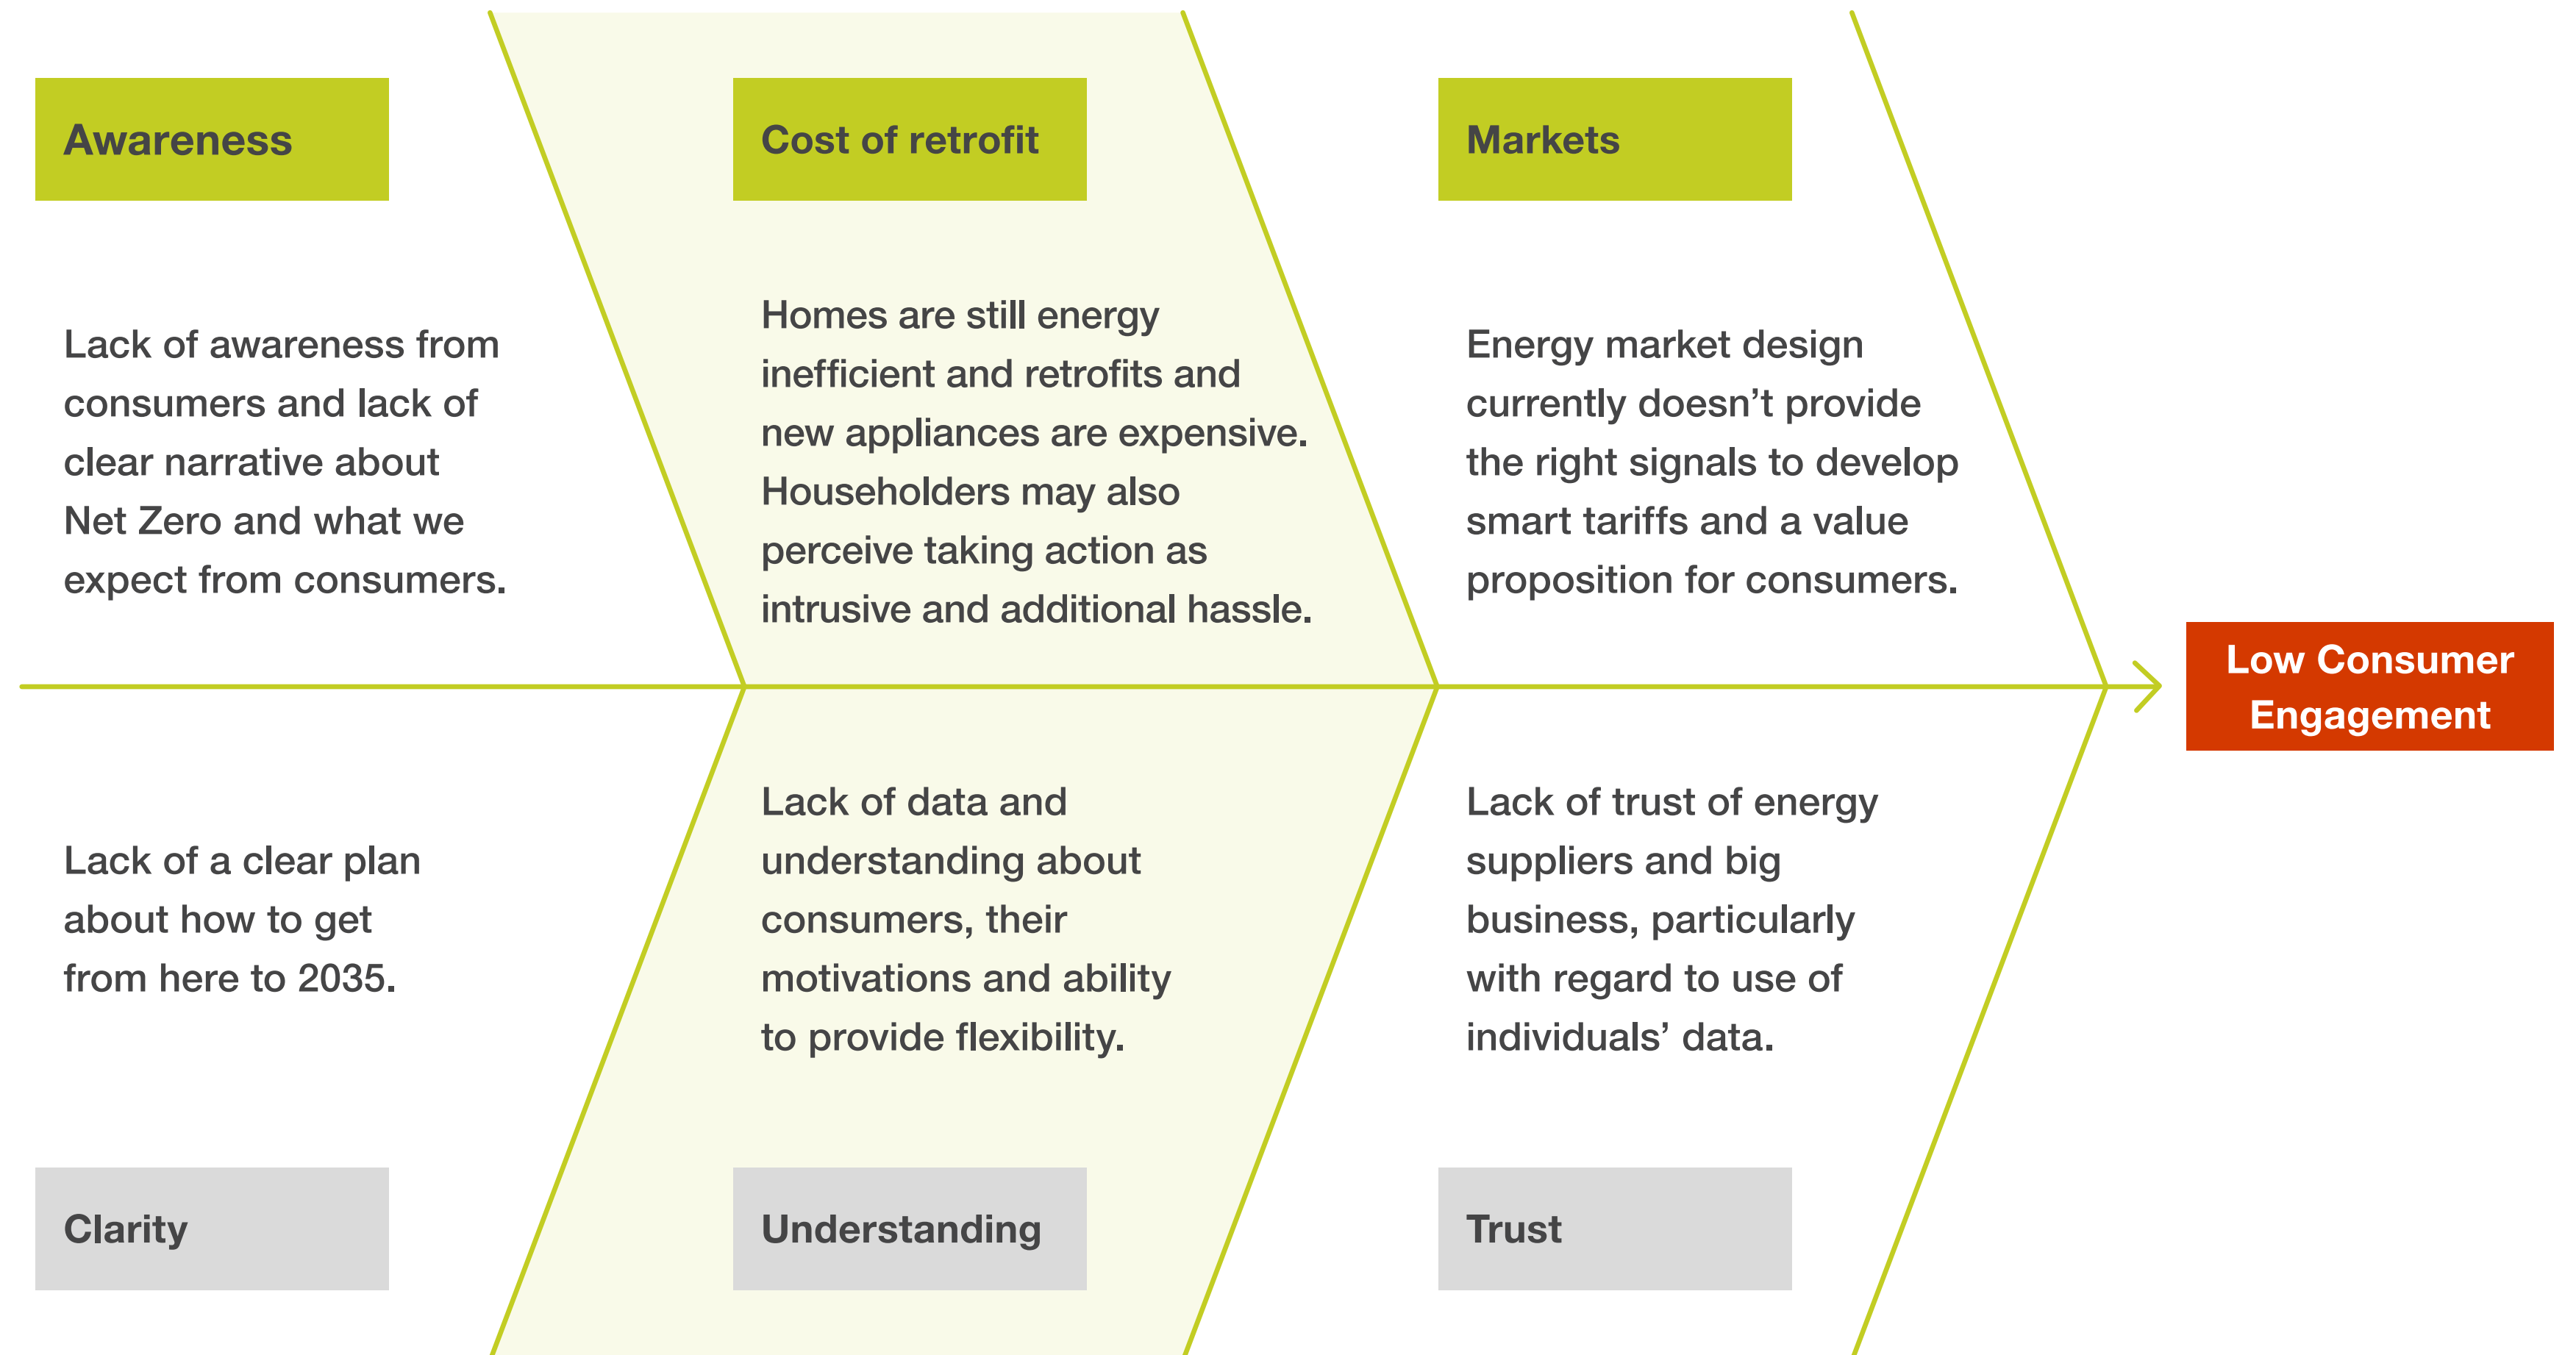 Awareness
Lack of awareness from
consumers and lack of
clear narrative about
Net Zero and what we
expect from consumers.
Cost of retrofit
Homes are still energy
inefficient and retrofits and
new appliances are expensive.
Householders may also
perceive taking action as
intrusive and additional hassle.
Markets
Energy market design
currently doesn’t provide
the right signals to develop
smart tariffs and a value
proposition for consumers.
Low Consumer
Engagement
Lack of a clear plan
about how to get
from here to 2035.
Clarity
Lack of data and
understanding about
consumers, their
motivations and ability
to provide flexibility.
Understanding
Lack of trust of energy
suppliers and big
business, particularly
with regard to use of
individuals’ data.
Trust